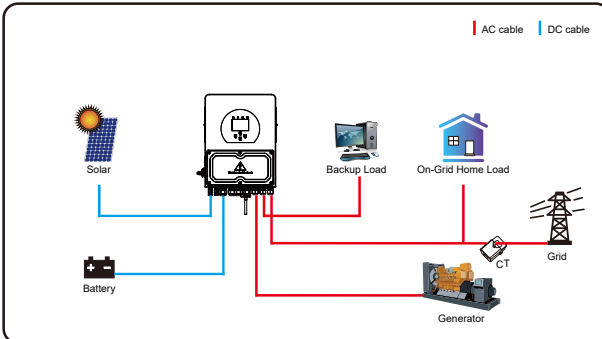 AC cable
DC cable
Solar
Backup Load
On-Grid Home Load
Grid
CT
Battery
Generator